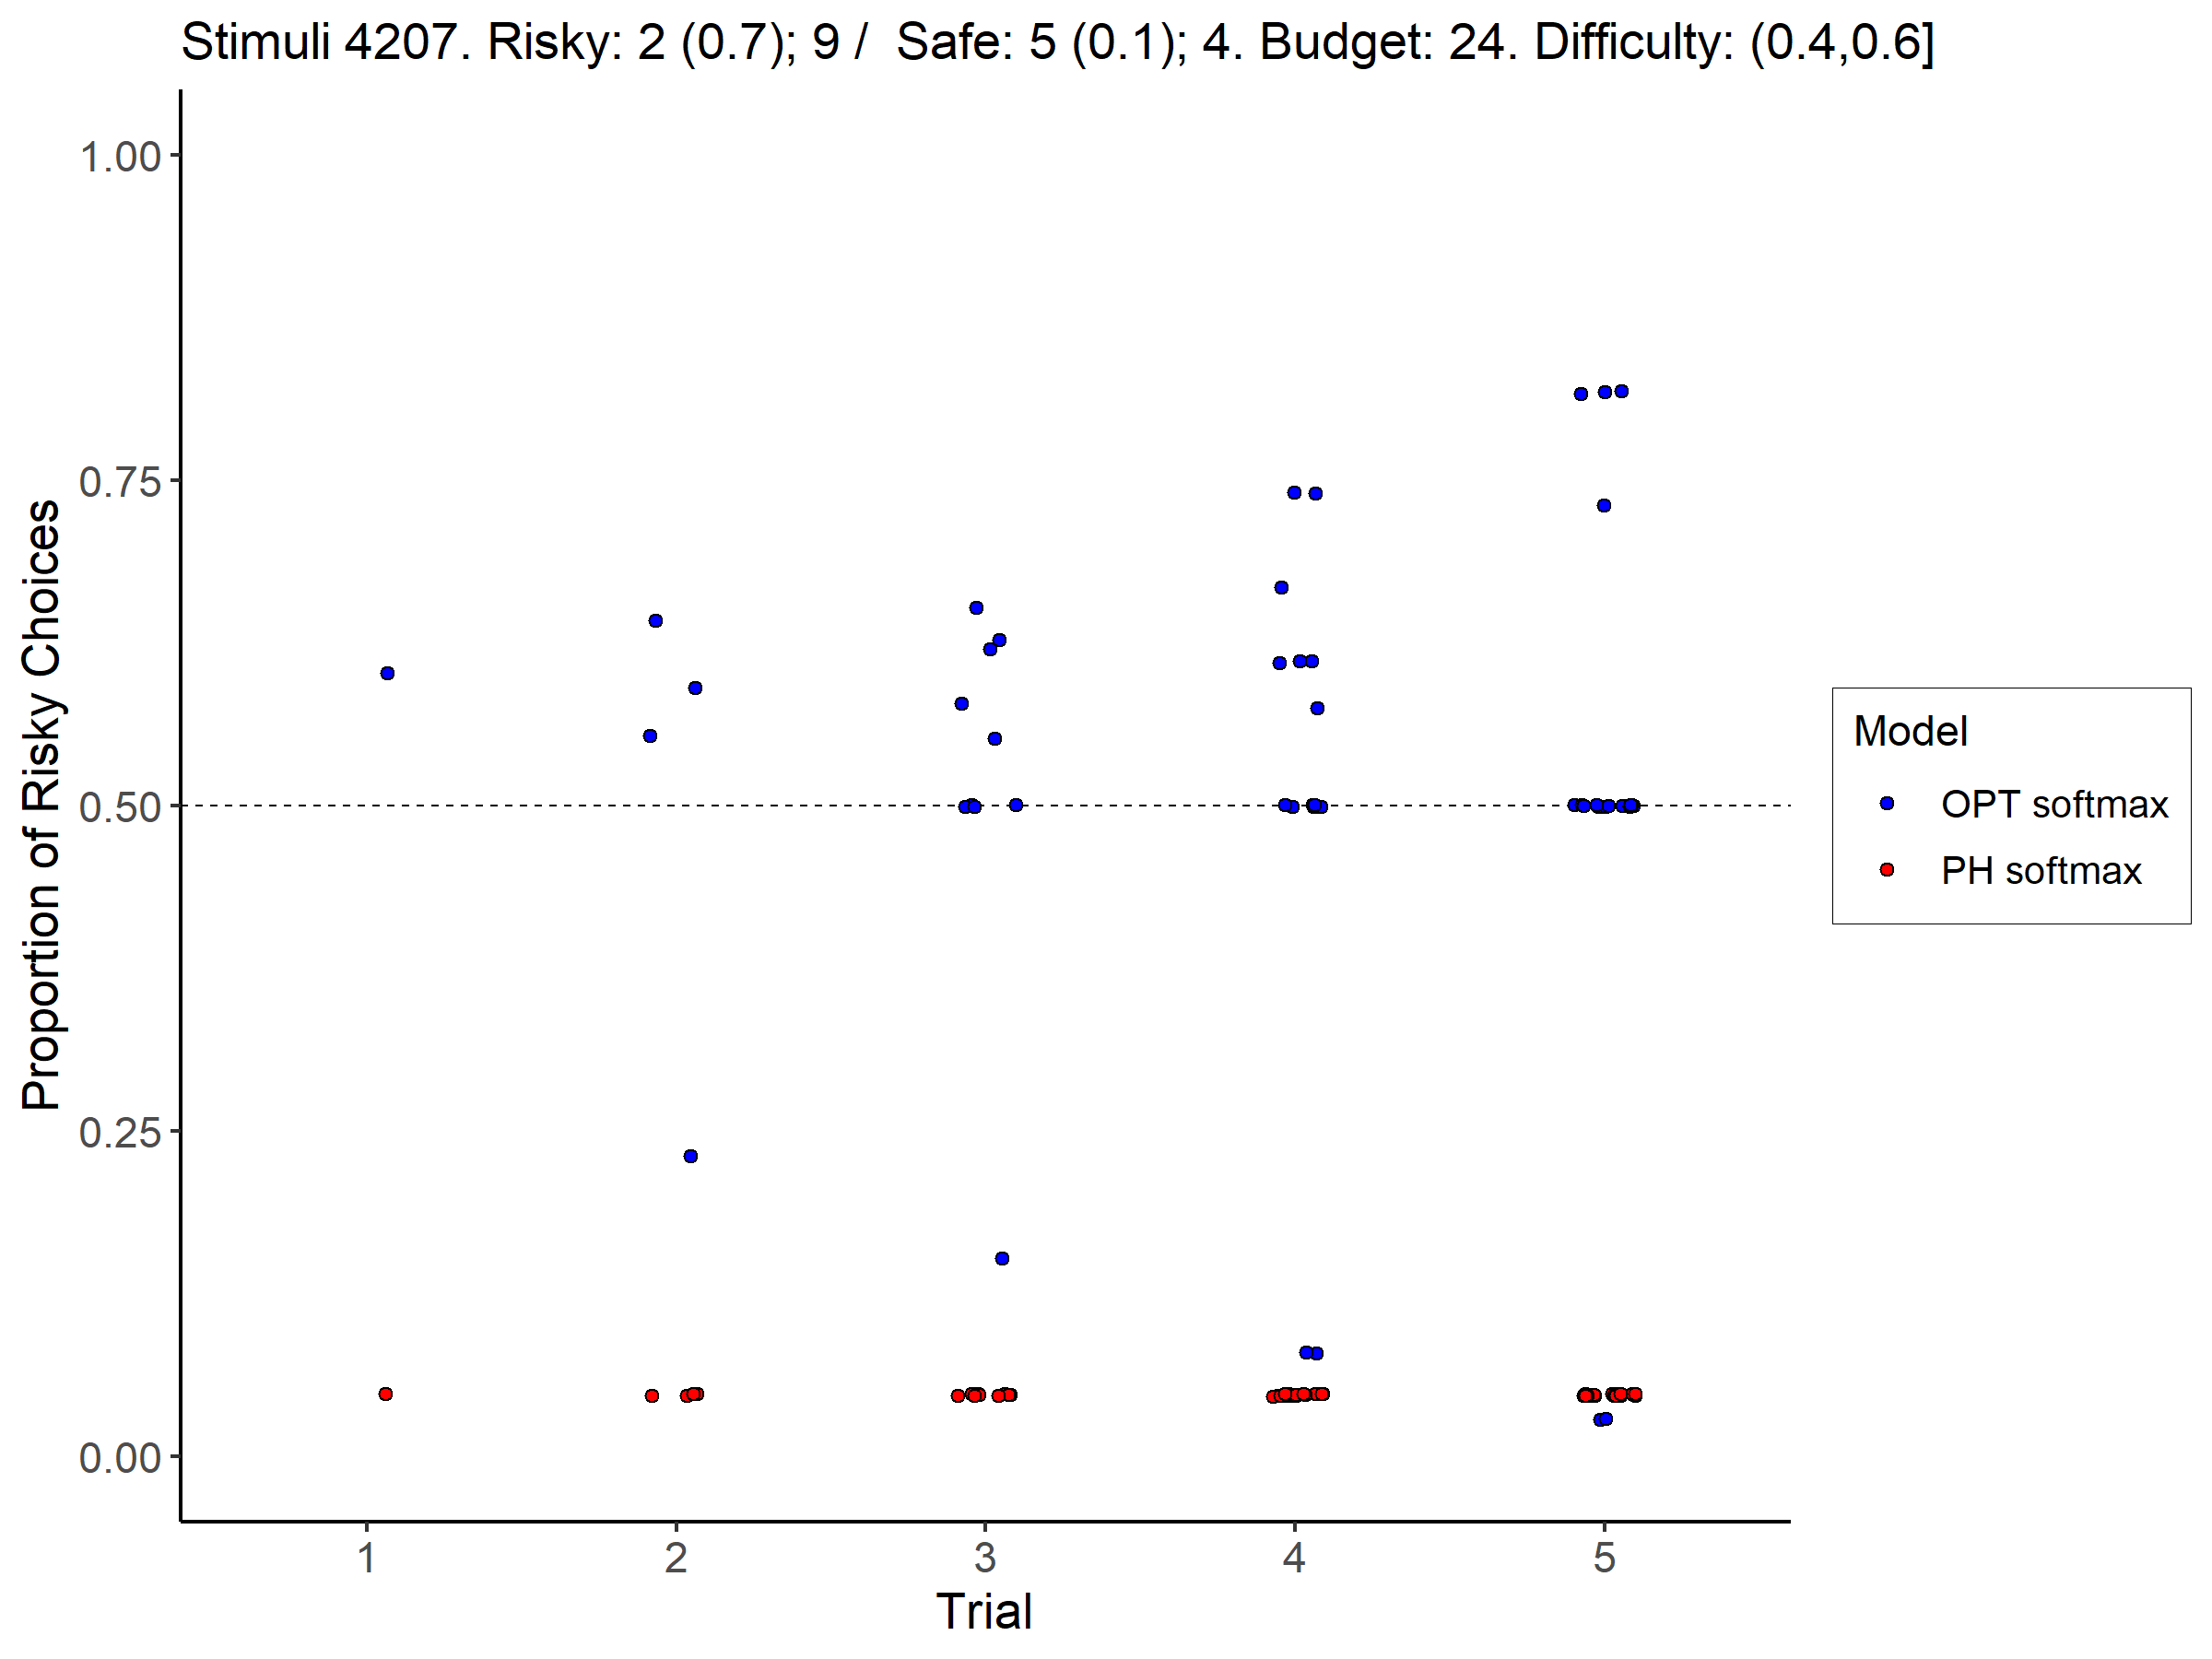 Stimuli 4207. Risky: 2 (0.7); 9 /  Safe: 5 (0.1); 4. Budget: 24. Difficulty: (0.4,0.6]
Proportion of Risky Choices
1.00
0.75
0.50
0.25
0.00
1 2 3 4 5
Trial
Model
OPT softmax
PH softmax